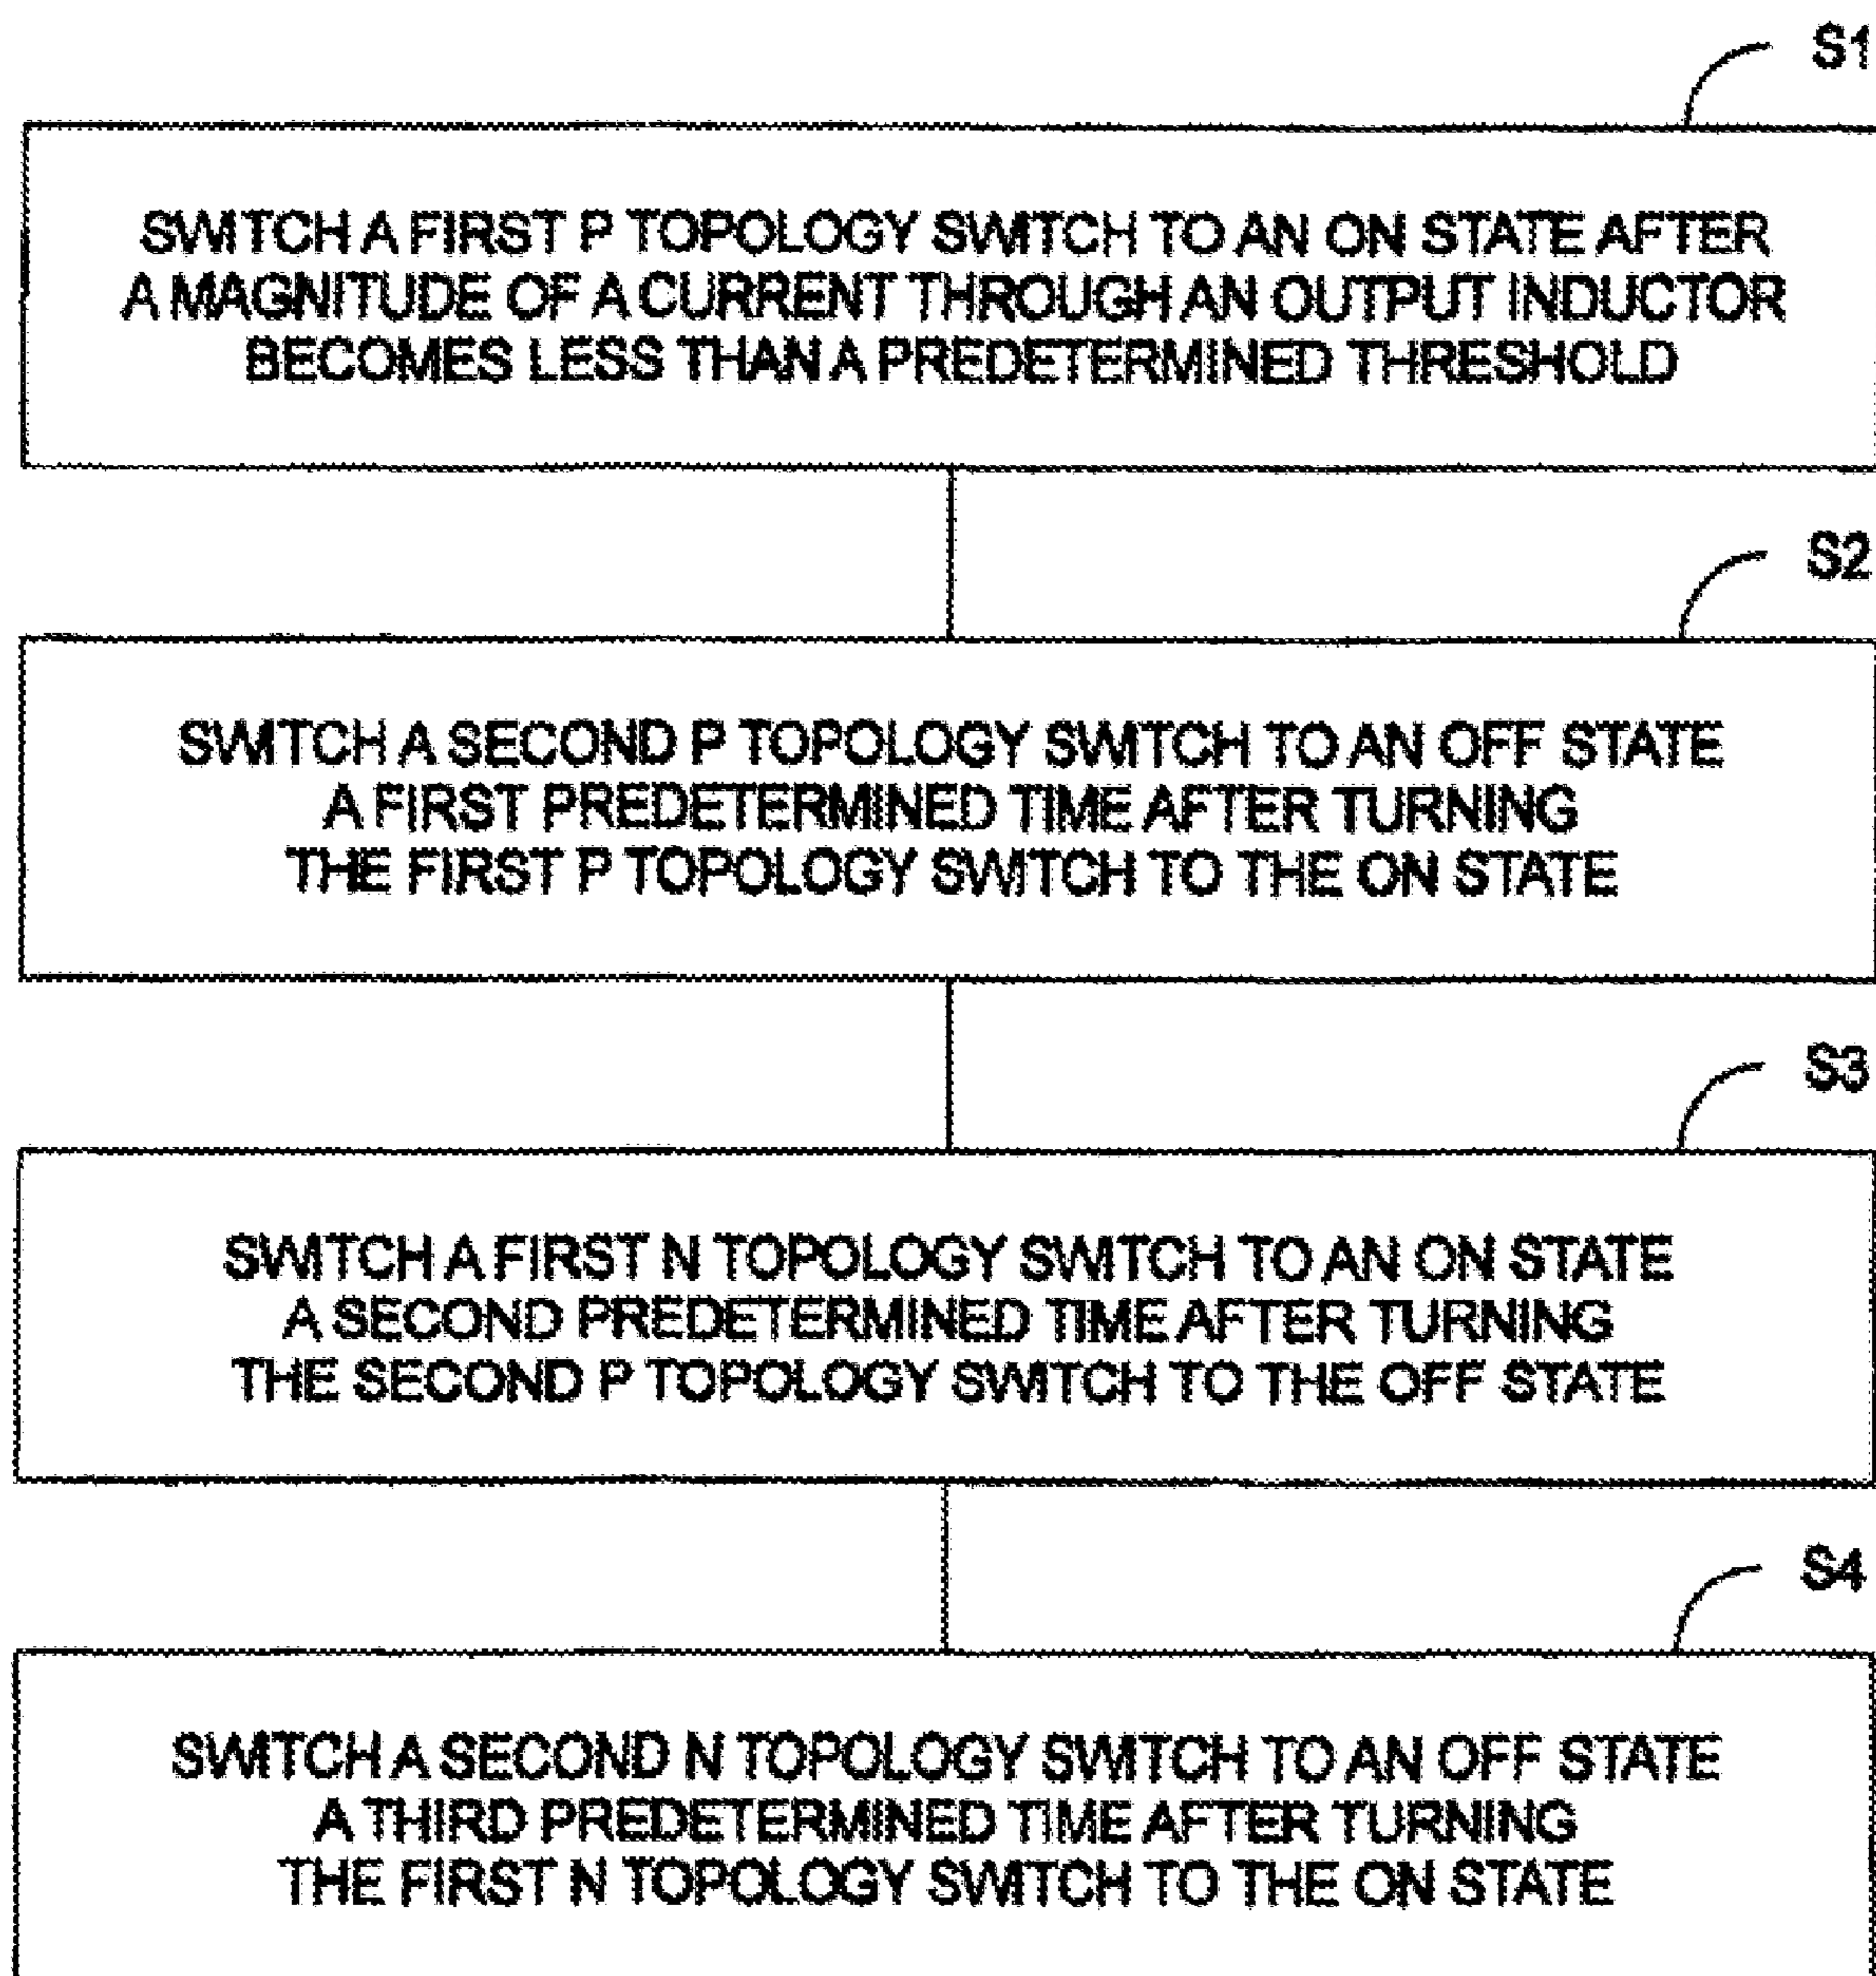 S1
SWITCH A FIRST P TOPOLOGY SWITCH TO AN ON STATE AFTER
A MAGNITUDE OF A CURRENT THROUGH AN OUTPUT INDUCTOR
BECOMES LESS THAN A PREDETERMINED THRESHOLD
S2
SWITCH A SECOND P TOPOLOGY SWITCH TO AN OFF STATE
A FIRST PREDETERMINED TIME AFTER TURNING
THE FIRST P TOPOLOGY SWITCH TO THE ON STATE
S3
SWITCH A FIRST N TOPOLOGY SWITCH TO AN ON STATE
A SECOND PREDETERMINED TIME AFTER TURNING
THE SECOND P TOPOLOGY SWITCH TO THE OFF STATE
S4
SWITCH A SECOND N TOPOLOGY SWITCH TO AN OFF STATE
A THIRD PREDETERMINED TIME AFTER TURNING
THE FIRST N TOPOLOGY SWITCH TO THE ON STATE